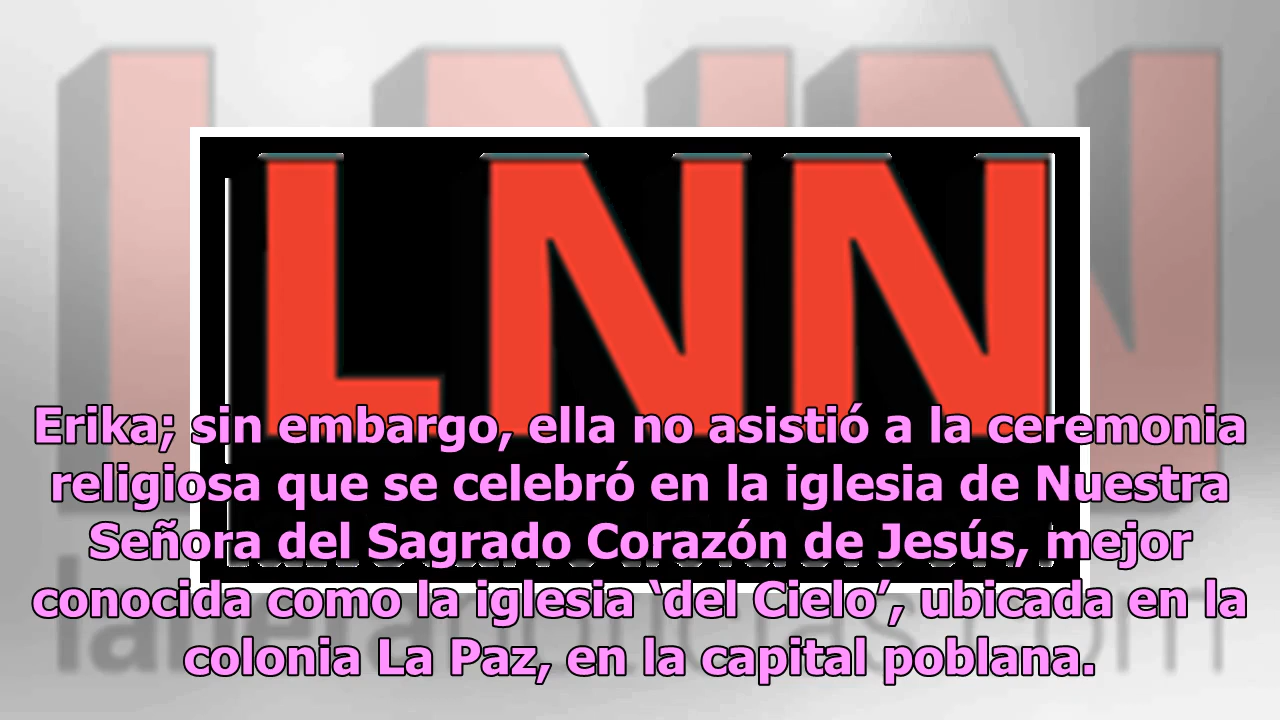 LNN
Erika; sin embargo, ella no asistió a la ceremonia
religiosa que se celebró en la iglesia de Nuestra
Señora del Sagrado Corazón de Jesús, mejor
conocida como la iglesia ‘del Cielo’, ubicada en la
colonia La Paz, en la capital poblana.